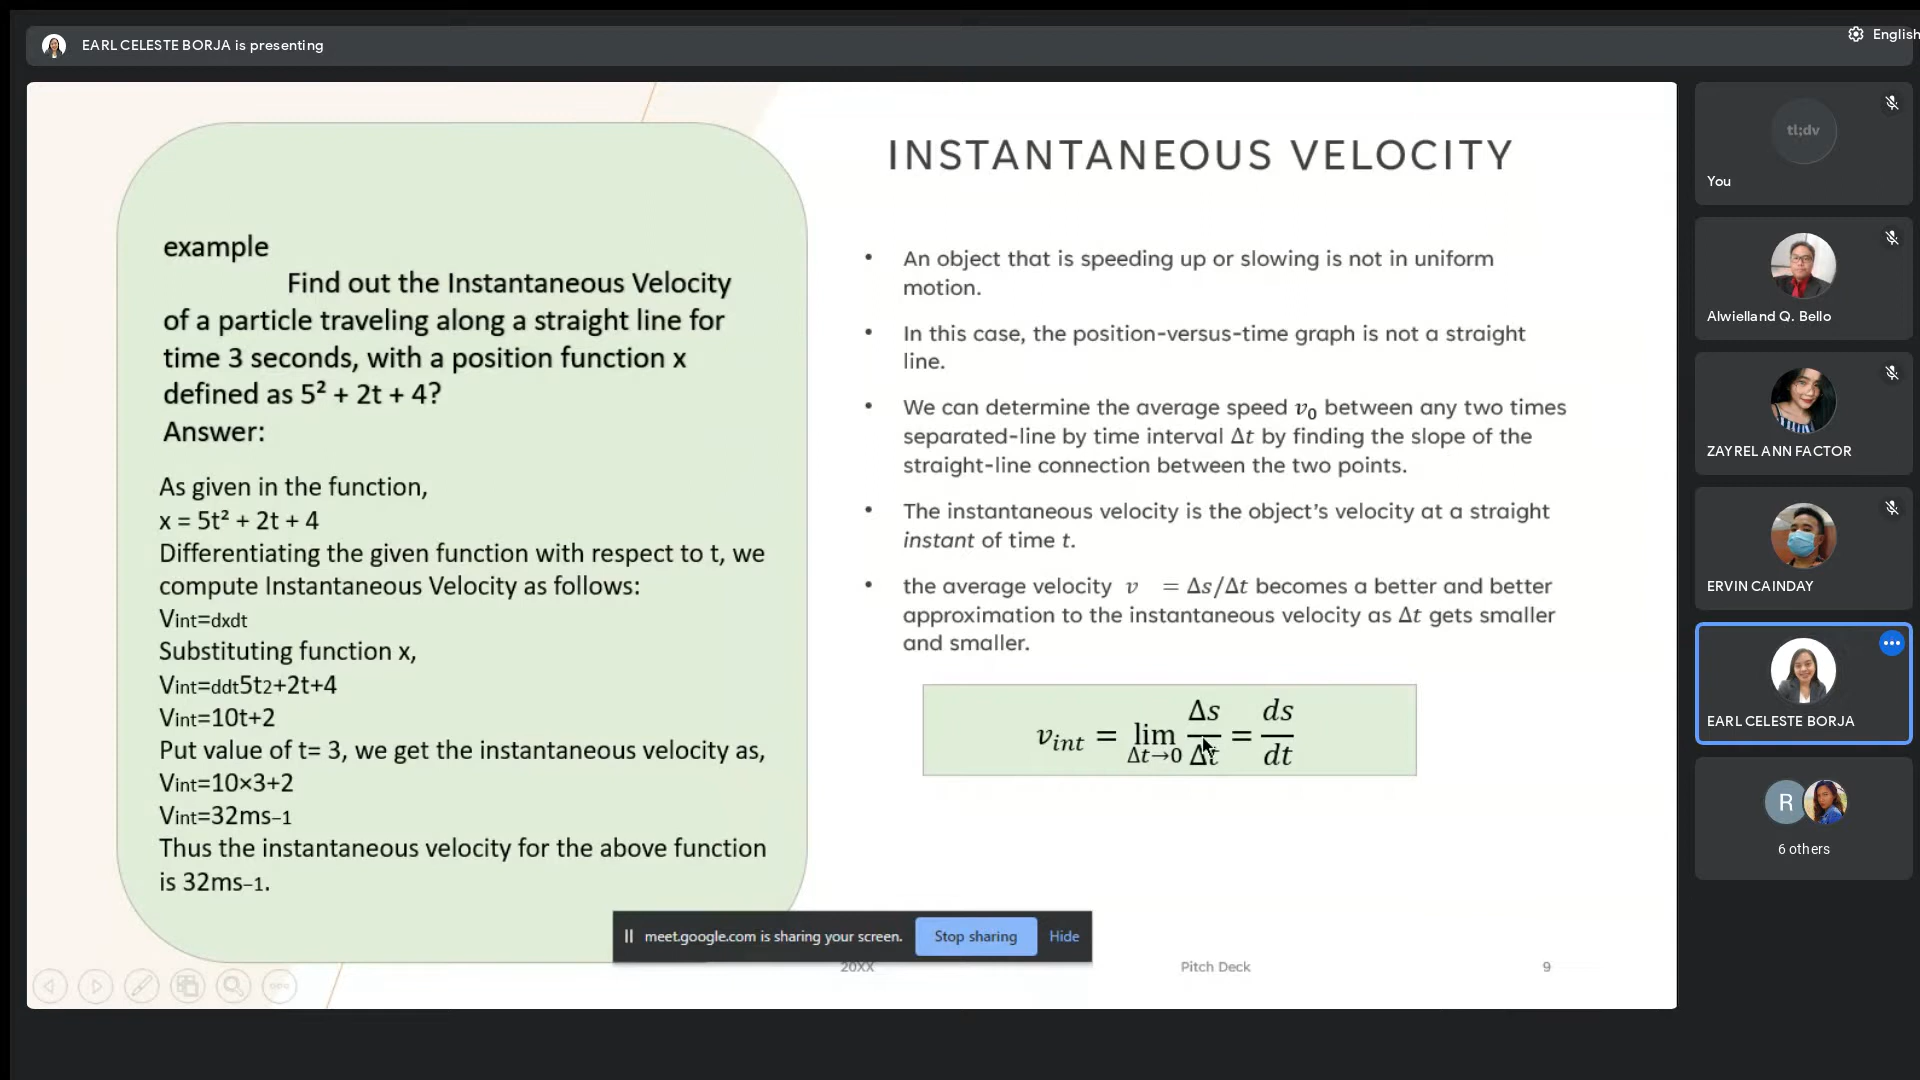 EARL CELESTE BORJA is presenting
English
INSTANTANEOUS VELOCITY
example
Find out the Instantaneous Velocity
of a particle traveling along a straight line for
time 3 seconds, with a position function x
defined as 5² + 2t + 4?
Answer:
As given in the function,
x = 5t² + 2t + 4
Differentiating the given function with respect to t, we
compute Instantaneous Velocity as follows:
Vint=dxdt
Substituting function x,
Vint=ddt5t2+2t+4
Vint=10t+2
Put value of t= 3, we get the instantaneous velocity as,
Vint=10×3+2
Vint=32ms−1
Thus the instantaneous velocity for the above function
is 32ms−1.
• An object that is speeding up or slowing is not in uniform
motion.
• In this case, the position-versus-time graph is not a straight
line.
• We can determine the average speed v₀ between any two times
separated-line by time interval Δt by finding the slope of the
straight-line connection between the two points.
• The instantaneous velocity is the object's velocity at a straight
instant of time t.
• the average velocity v = Δs/Δt becomes a better and better
approximation to the instantaneous velocity as Δt gets smaller
and smaller.
v_int = lim Δt→0 Δs/Δt = ds/dt
meet.google.com is sharing your screen. Stop sharing Hide
20XX Pitch Deck 9
tl;dv
You
Alwielland Q. Bello
ZAYREL ANN FACTOR
ERVIN CAINDAY
EARL CELESTE BORJA
R
6 others